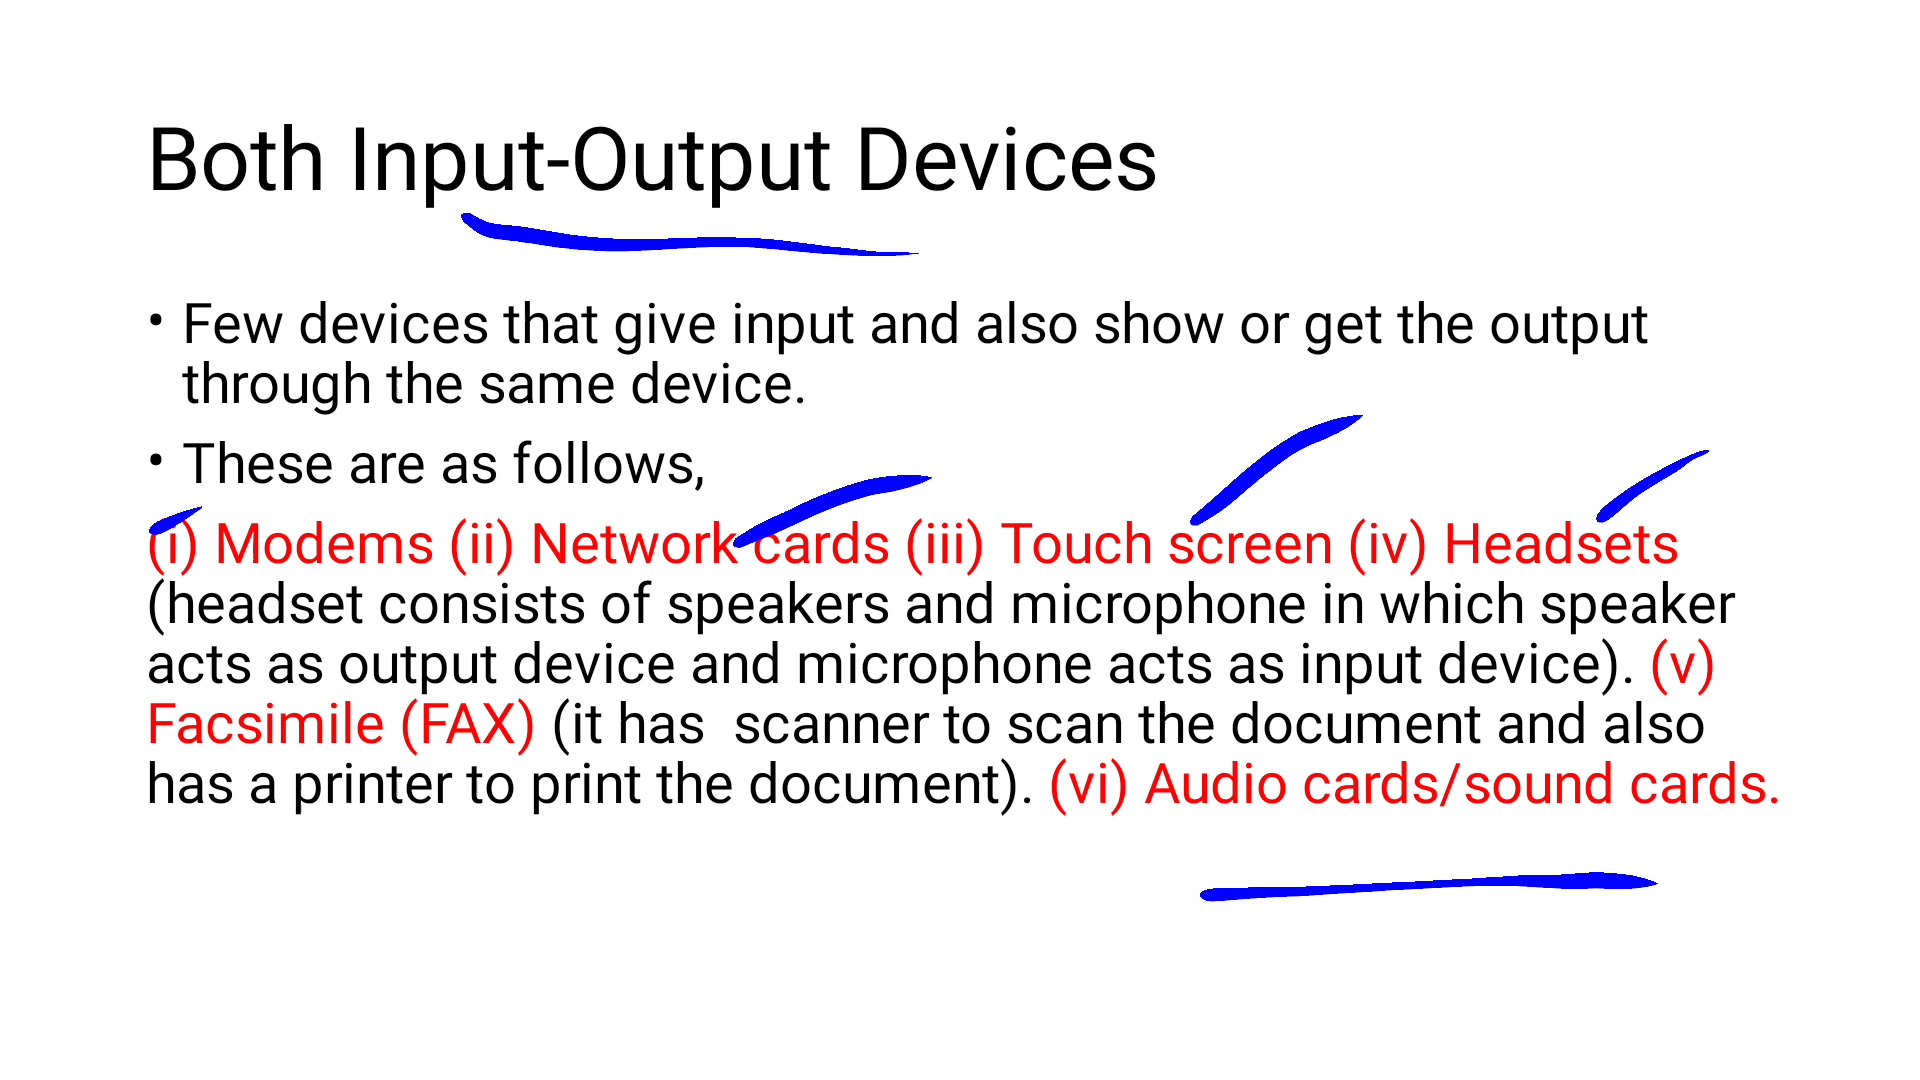 Both Input-Output Devices
• Few devices that give input and also show or get the output
through the same device.
• These are as follows,
(i) Modems (ii) Network cards (iii) Touch screen (iv) Headsets
(headset consists of speakers and microphone in which speaker
acts as output device and microphone acts as input device). (v)
Facsimile (FAX) (it has  scanner to scan the document and also
has a printer to print the document). (vi) Audio cards/sound cards.